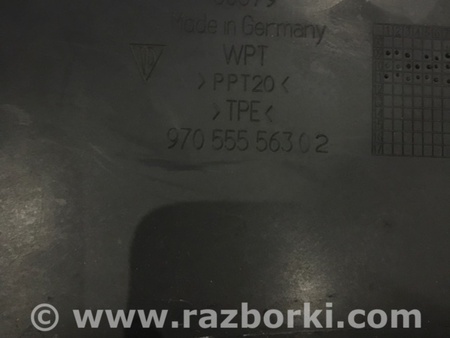 Made in Germany
WPT
>PPT20<
>TPE<
970 555 563 02
© www.razborki.com